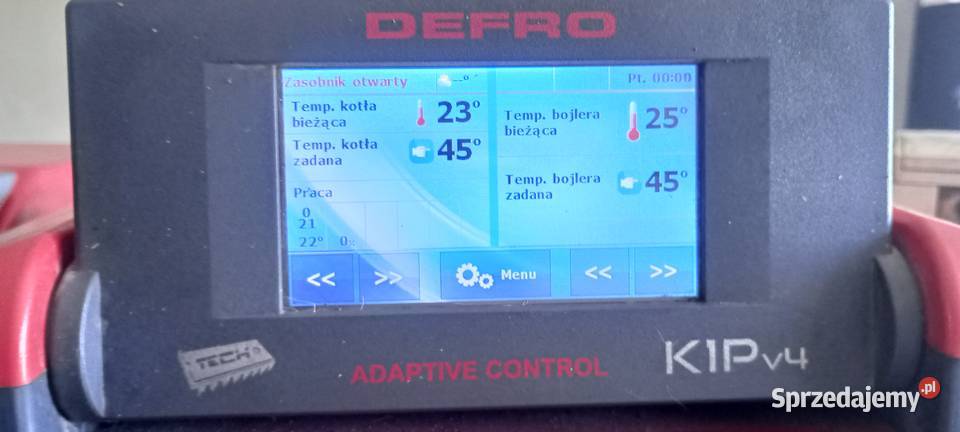 DEFRO
Zasobnik otwarty
--°
Pt. 00:00
Temp. kotła
bieżąca
23°
Temp. kotła
zadana
45°
Praca
0
21
22° 0%
Temp. bojlera
bieżąca
25°
Temp. bojlera
zadana
45°
<< >> Menu << >>
TECH
ADAPTIVE CONTROL
K1Pv4
Sprzedajemy.pl